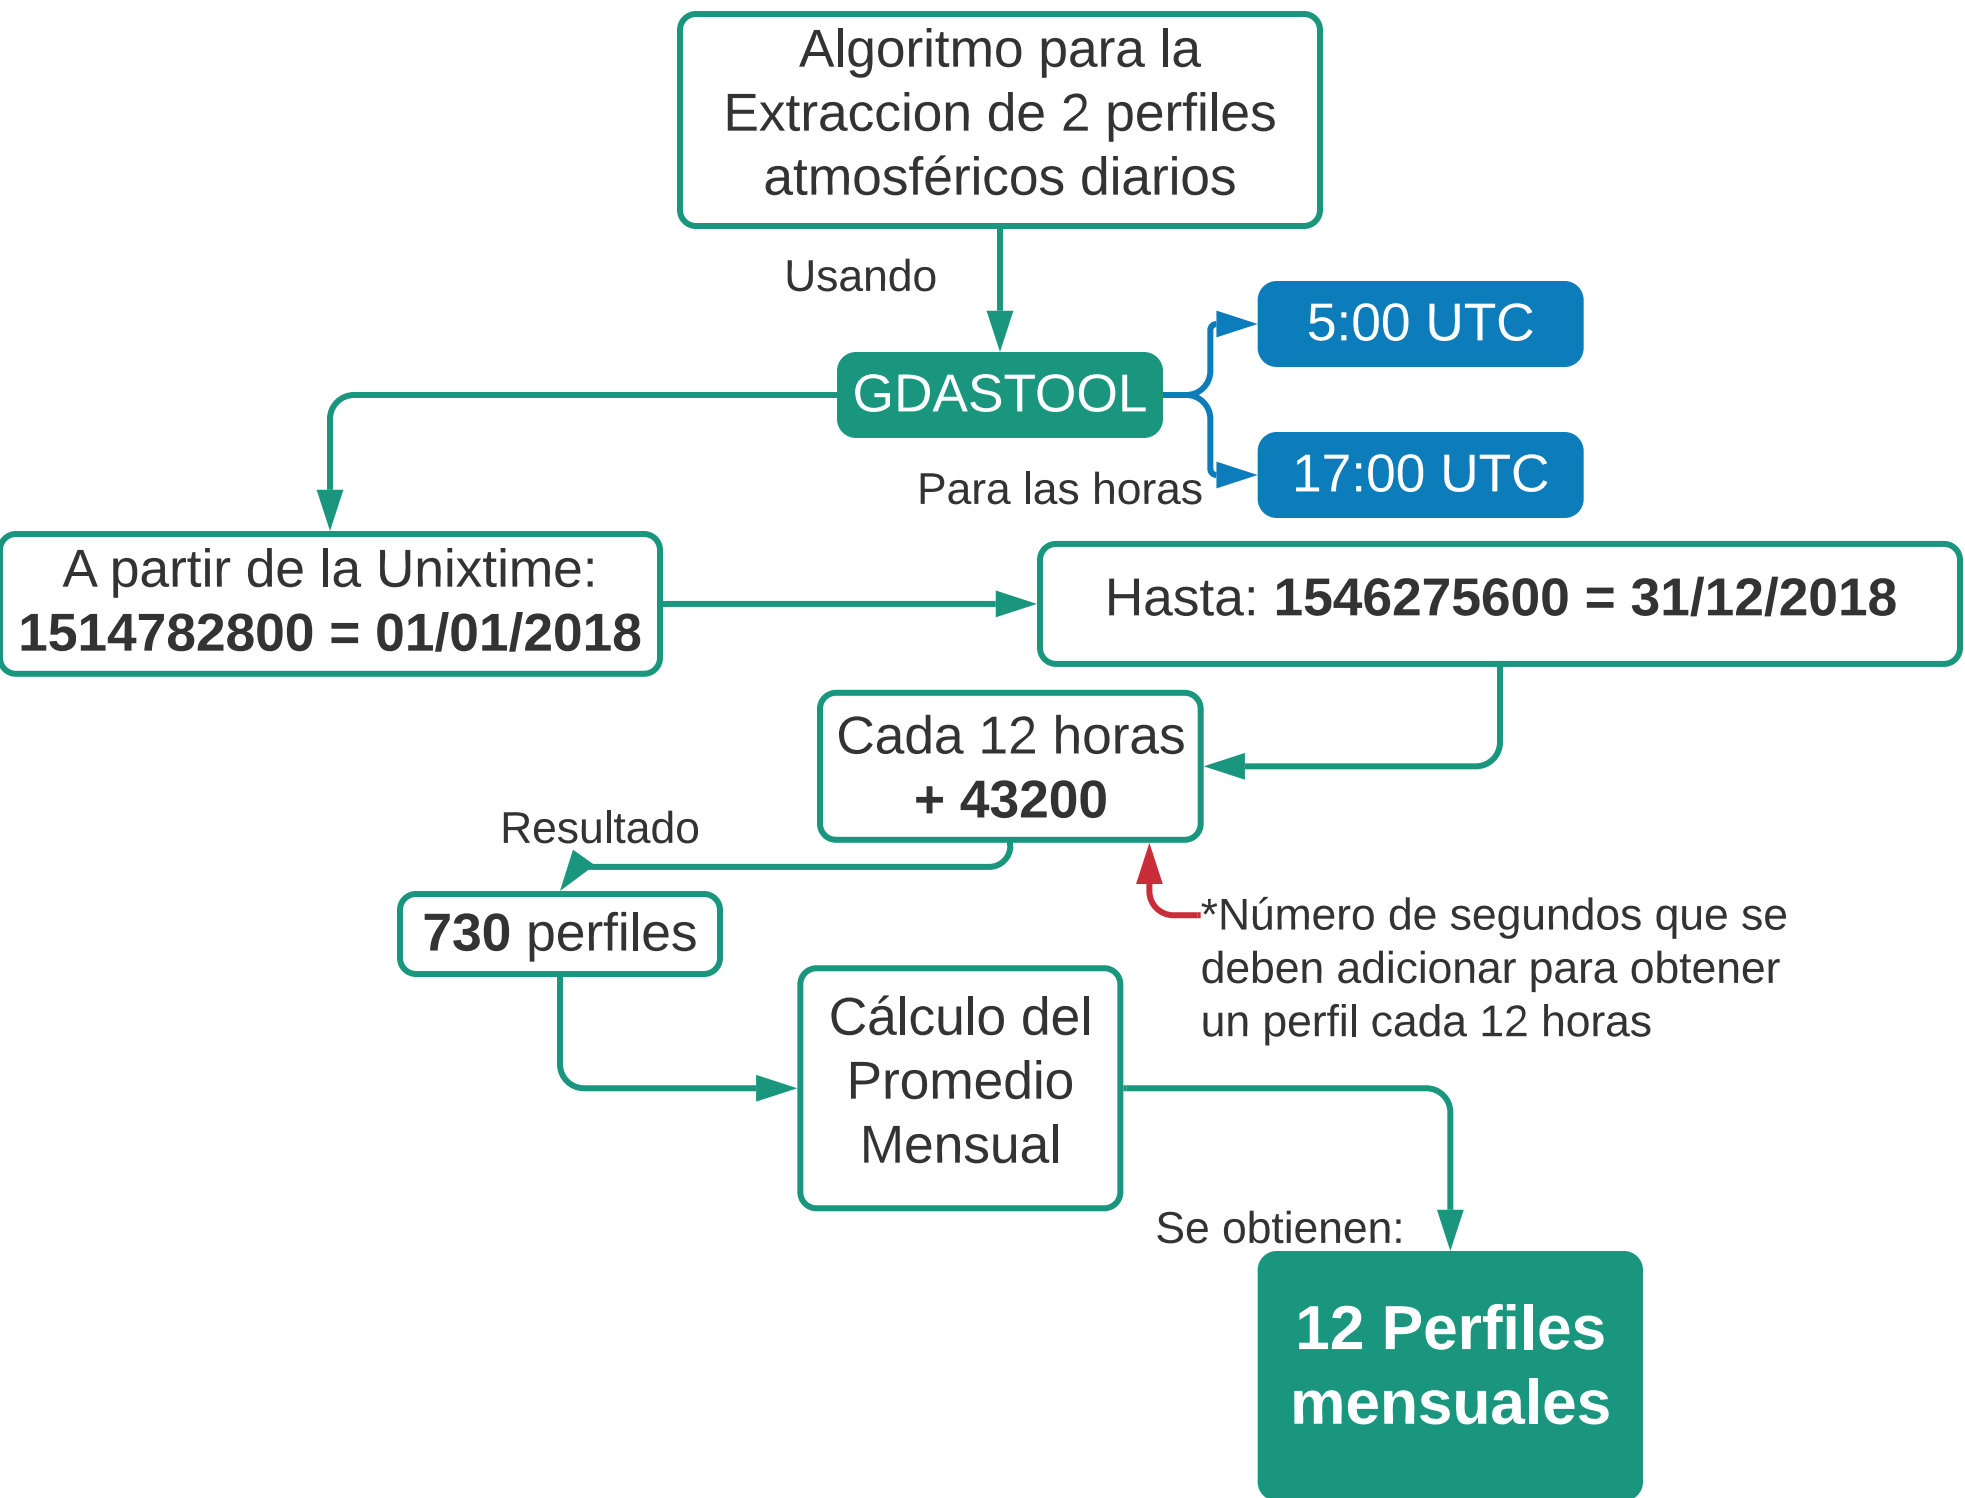 Algoritmo para la
Extraccion de 2 perfiles
atmosféricos diarios
Usando
GDASTOOL
5:00 UTC
17:00 UTC
Para las horas
A partir de la Unixtime:
1514782800 = 01/01/2018
Hasta: 1546275600 = 31/12/2018
Cada 12 horas
+ 43200
*Número de segundos que se
deben adicionar para obtener
un perfil cada 12 horas
Resultado
730 perfiles
Cálculo del
Promedio
Mensual
Se obtienen:
12 Perfiles
mensuales